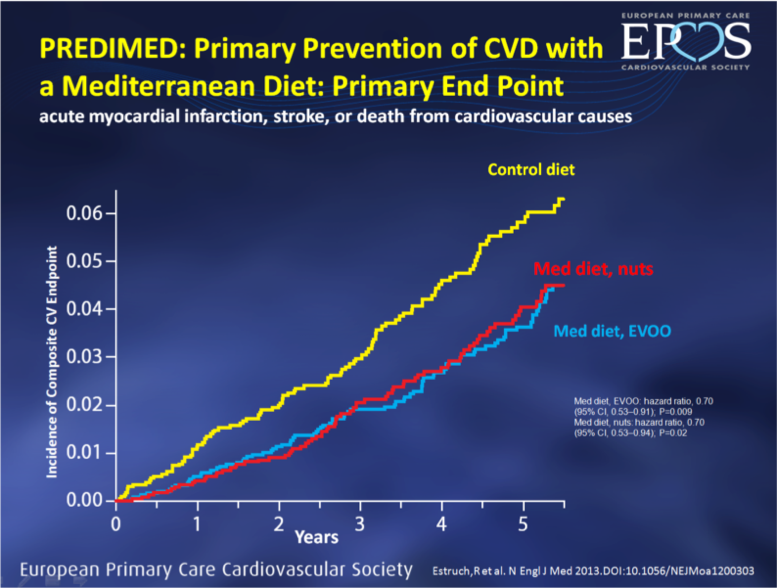 EUROPEAN PRIMARY CARE
EPCS
CARDIOVASCULAR SOCIETY
PREDIMED: Primary Prevention of CVD with
a Mediterranean Diet: Primary End Point
acute myocardial infarction, stroke, or death from cardiovascular causes
Control diet
Med diet, nuts
Med diet, EVOO
Incidence of Composite CV Endpoint
0.06
0.05
0.04
0.03
0.02
0.01
0.00
0 1 2 3 4 5
Years
Med diet, EVOO: hazard ratio, 0.70
(95% CI, 0.53–0.91); P=0.009
Med diet, nuts: hazard ratio, 0.70
(95% CI, 0.53–0.94); P=0.02
European Primary Care Cardiovascular Society
Estruch,R et al. N Engl J Med 2013.DOI:10.1056/NEJMoa1200303